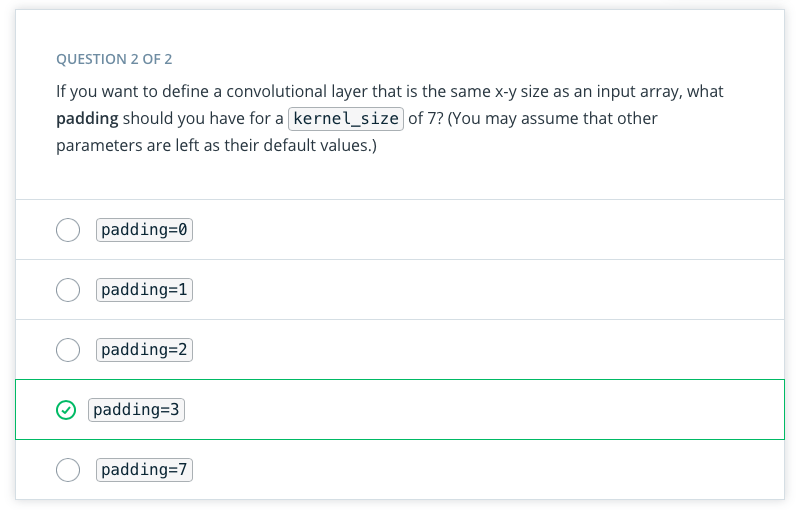 QUESTION 2 OF 2
If you want to define a convolutional layer that is the same x-y size as an input array, what
padding should you have for a kernel_size of 7? (You may assume that other
parameters are left as their default values.)
padding=0
padding=1
padding=2
padding=3
padding=7